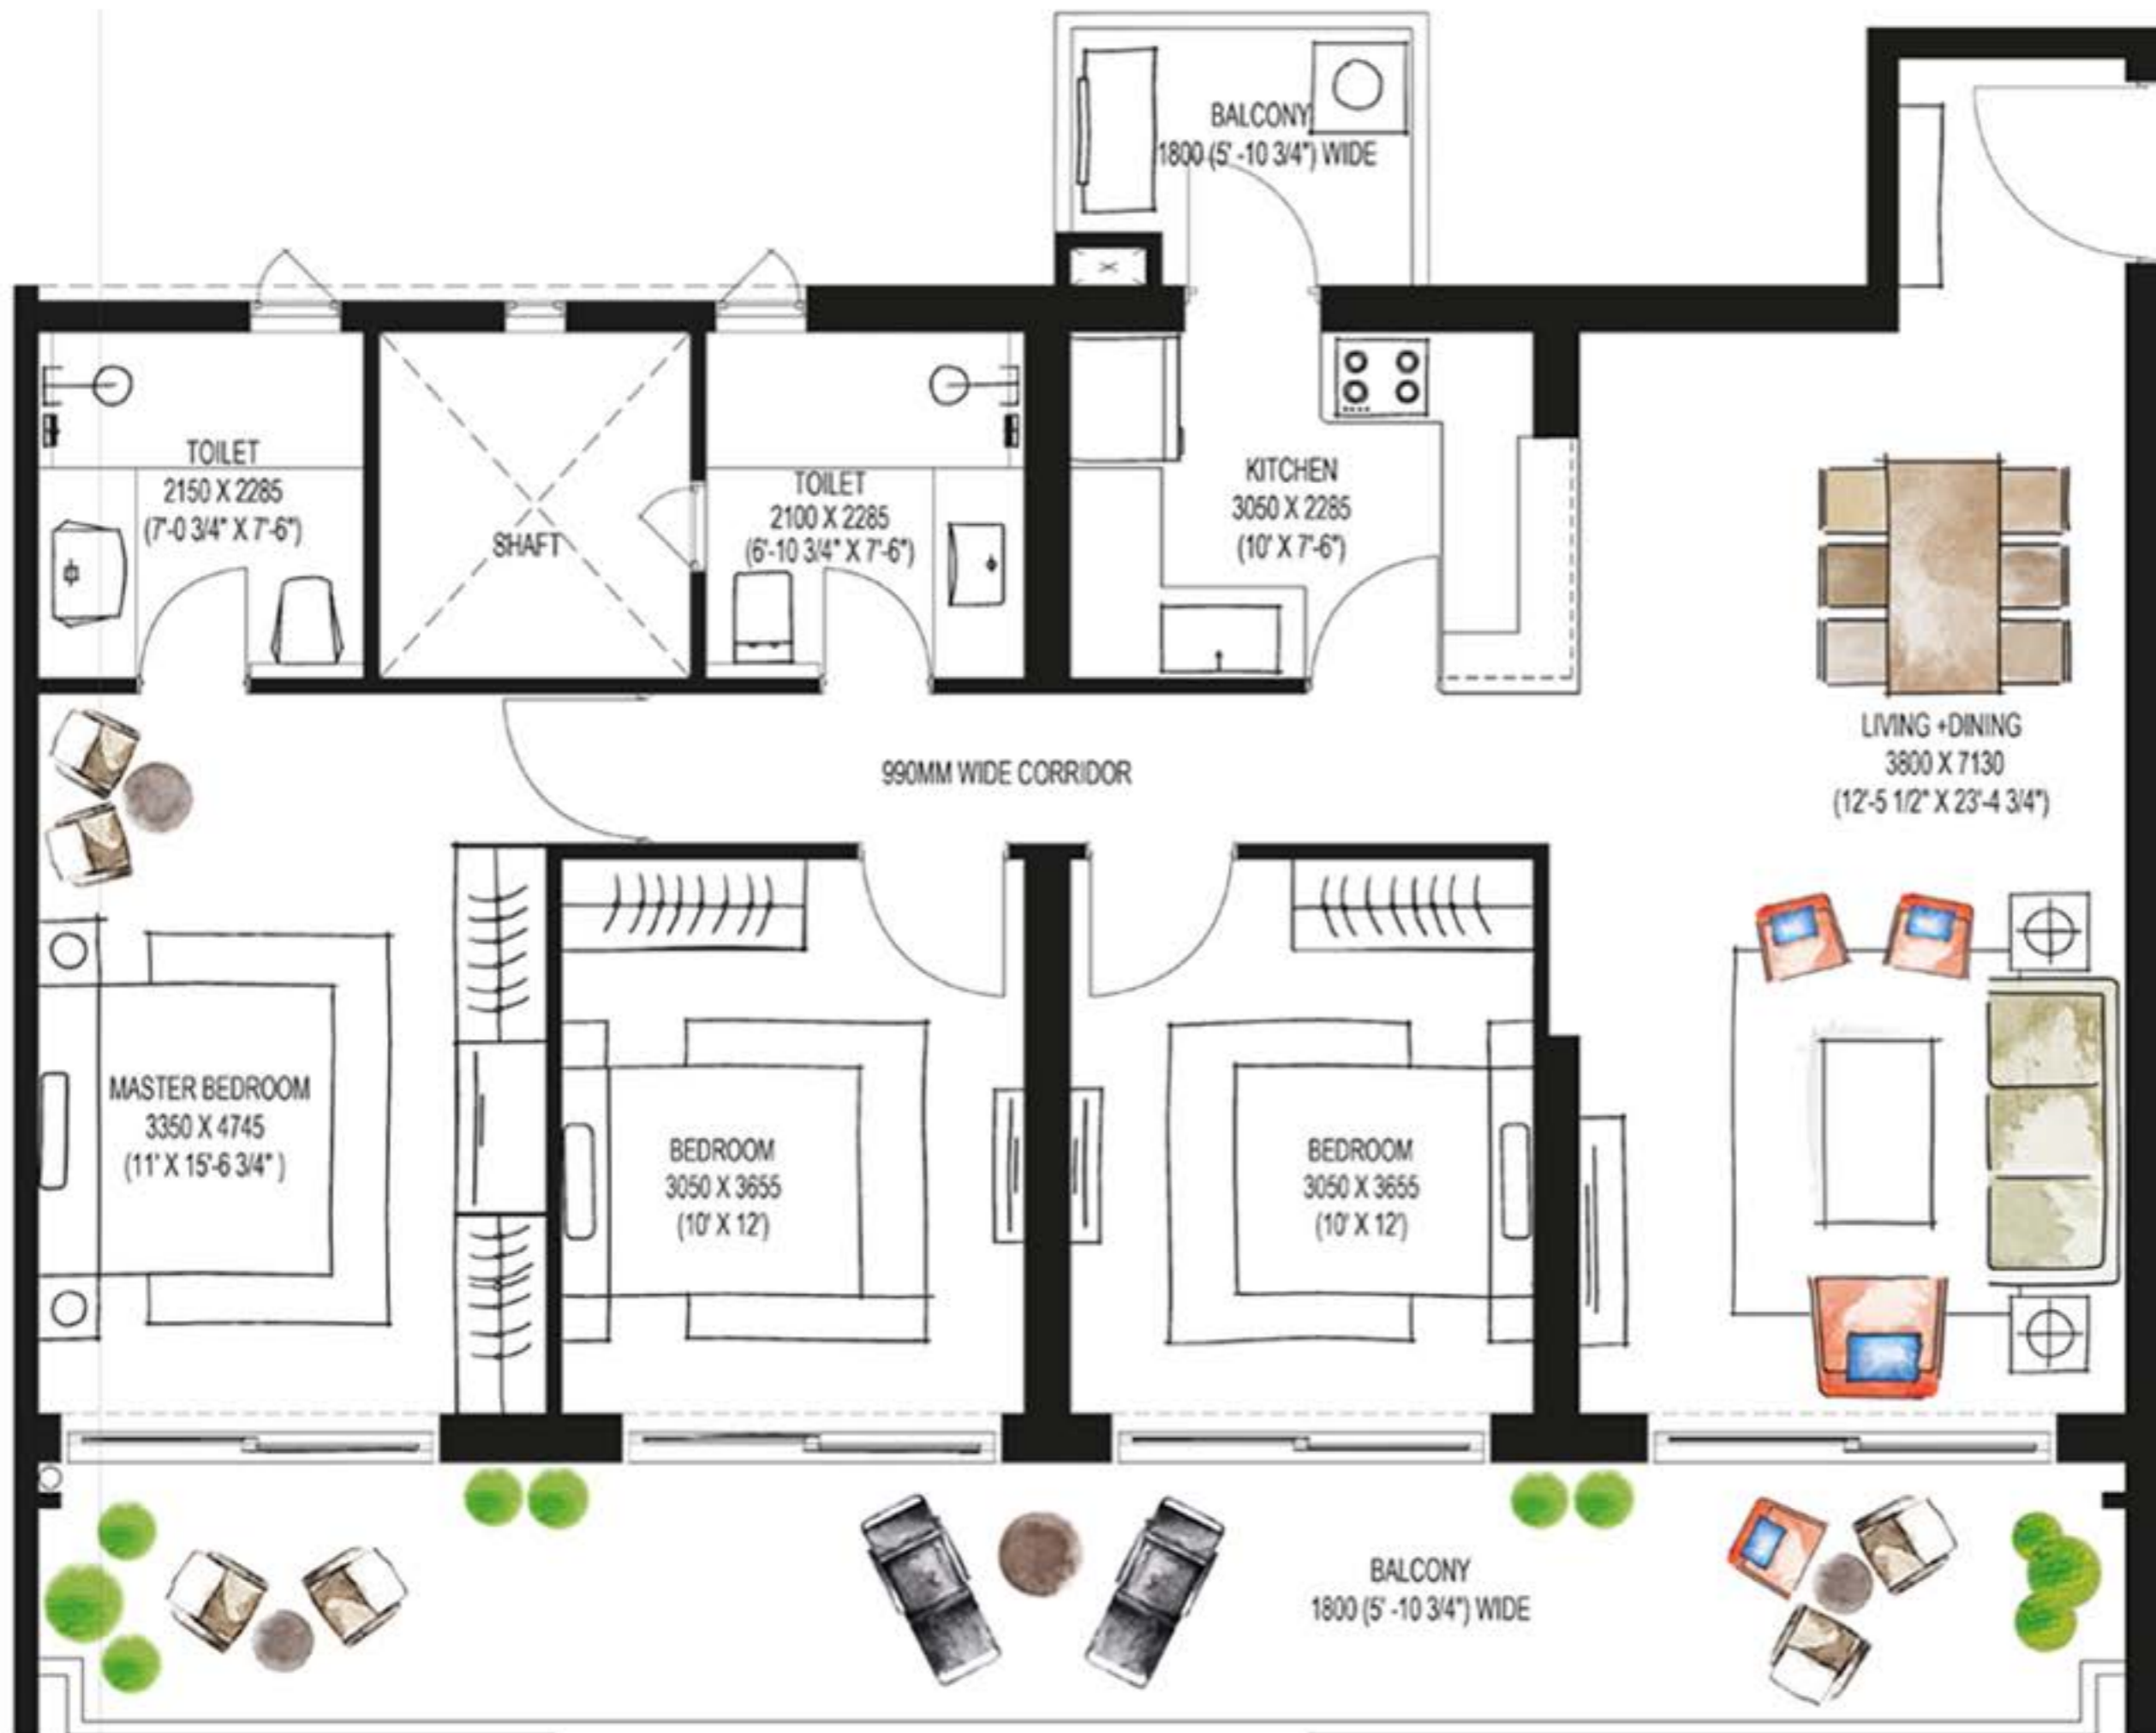 BALCONY
1800 (5' -10 3/4") WIDE
TOILET
2150 X 2285
(7'-0 3/4" X 7'-6")
SHAFT
TOILET
2100 X 2285
(6'-10 3/4" X 7'-6")
KITCHEN
3050 X 2285
(10' X 7'-6")
LIVING +DINING
3800 X 7130
(12'-5 1/2" X 23'-4 3/4")
990MM WIDE CORRIDOR
MASTER BEDROOM
3350 X 4745
(11' X 15'-6 3/4" )
BEDROOM
3050 X 3655
(10' X 12')
BEDROOM
3050 X 3655
(10' X 12')
BALCONY
1800 (5' -10 3/4") WIDE